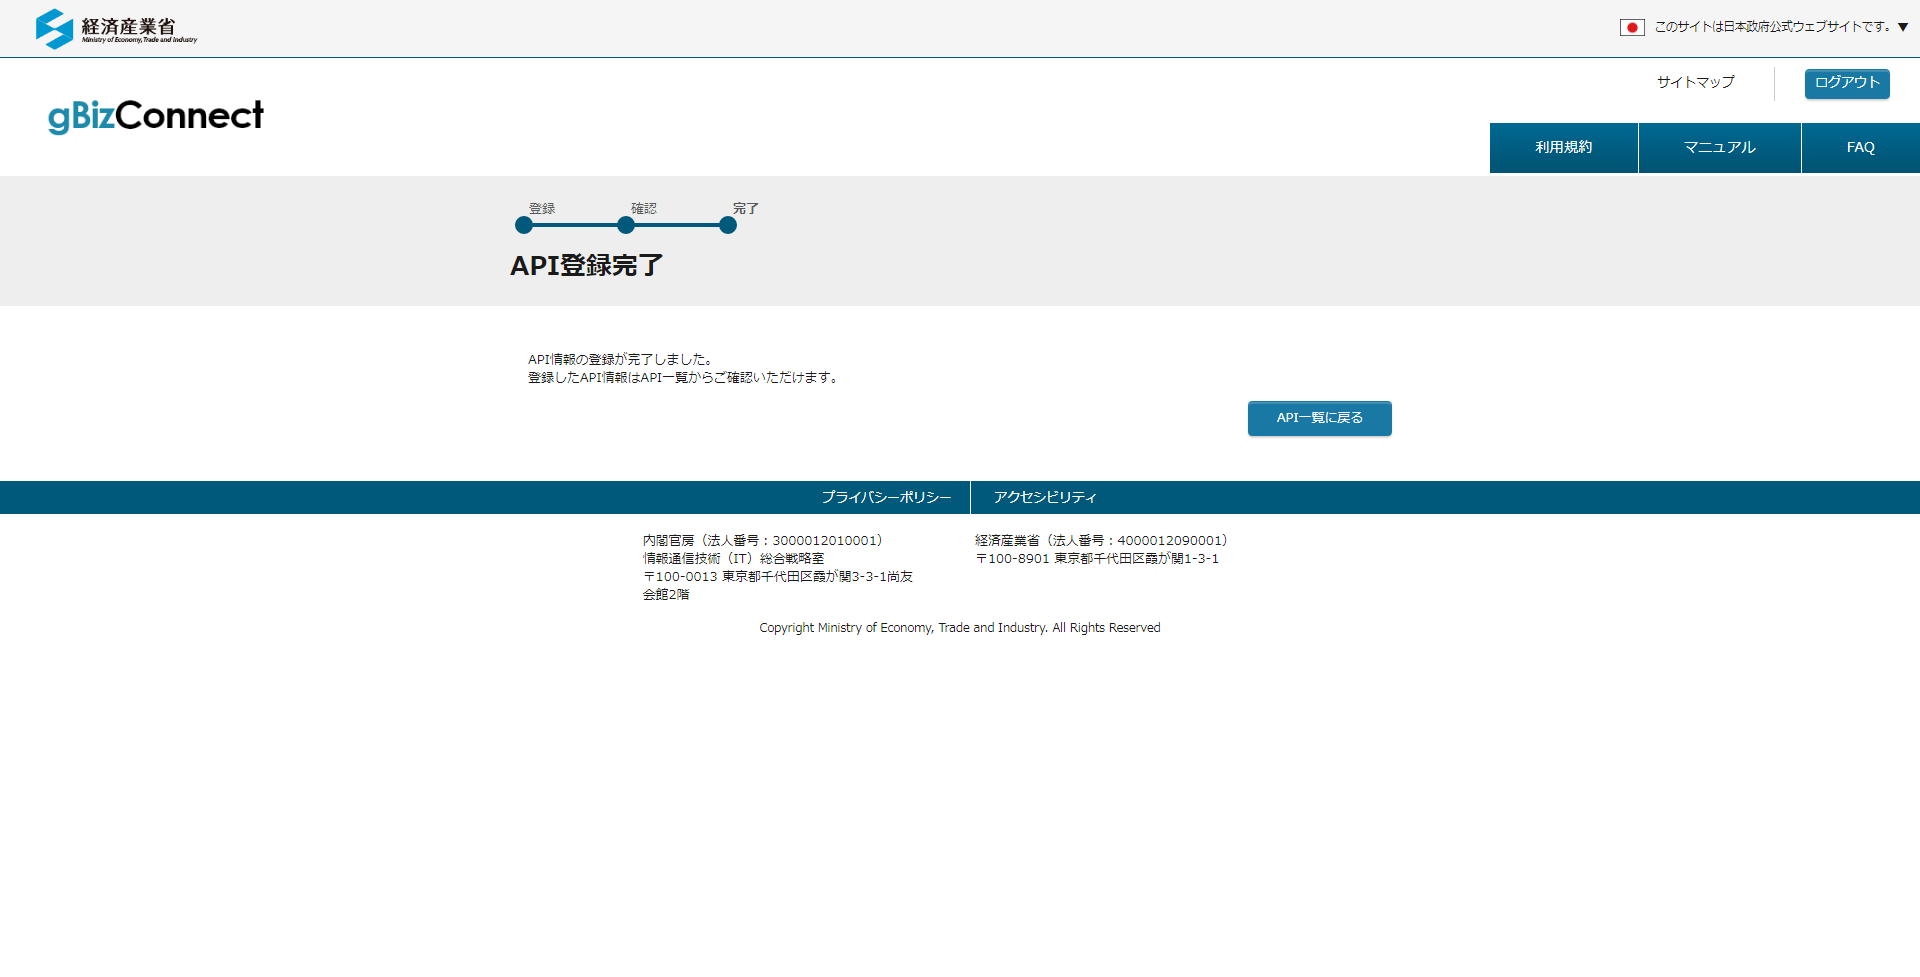 経済産業省
Ministry of Economy, Trade and Industry
このサイトは日本政府公式ウェブサイトです。▼
サイトマップ
ログアウト
gBizConnect
利用規約
マニュアル
FAQ
登録
確認
完了
API登録完了
API情報の登録が完了しました。
登録したAPI情報はAPI一覧からご確認いただけます。
API一覧に戻る
プライバシーポリシー
アクセシビリティ
内閣官房（法人番号：3000012010001）
情報通信技術（IT）総合戦略室
〒100-0013 東京都千代田区霞が関3-3-1尚友
会館2階
経済産業省（法人番号：4000012090001）
〒100-8901 東京都千代田区霞が関1-3-1
Copyright Ministry of Economy, Trade and Industry. All Rights Reserved